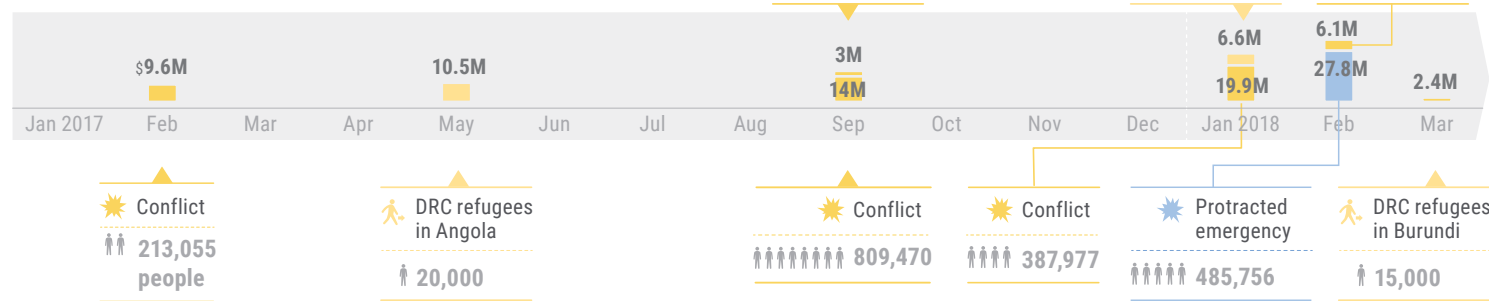 6.6M
6.1M
3M
$9.6M
10.5M
27.8M
14M
19.9M
2.4M
Jan 2017 Feb Mar Apr May Jun Jul Aug Sep Oct Nov Dec Jan 2018 Feb Mar
Conflict
213,055
people
DRC refugees
in Angola
20,000
Conflict
809,470
Conflict
387,977
Protracted
emergency
485,756
DRC refugees
in Burundi
15,000